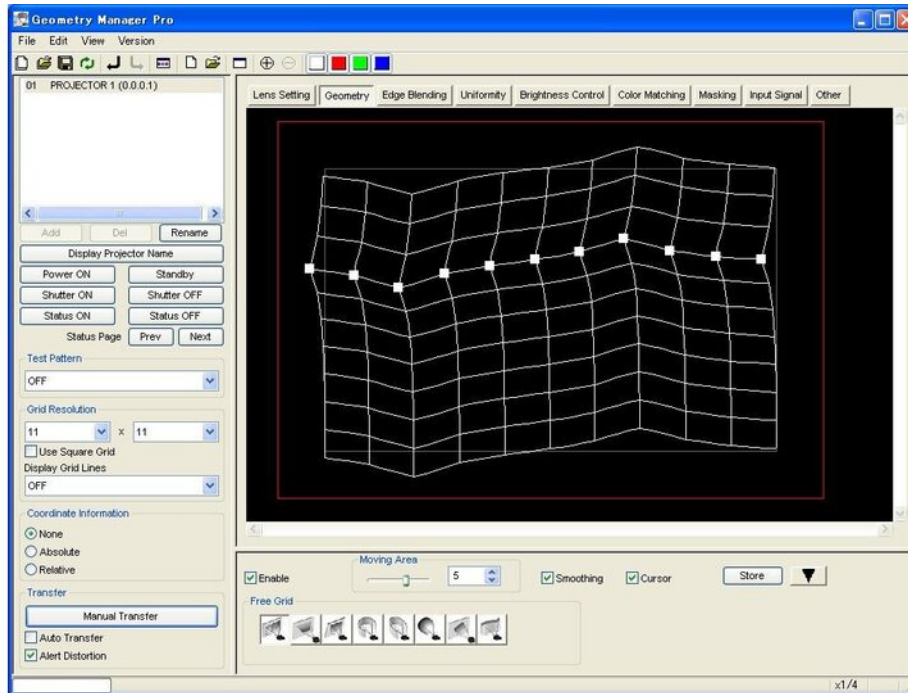 Geometry Manager Pro
File Edit View Version
01 PROJECTOR 1 (0.0.0.1)
Add Del Rename
Display Projector Name
Power ON Standby
Shutter ON Shutter OFF
Status ON Status OFF
Status Page Prev Next
Test Pattern
OFF
Grid Resolution
11 x 11
Use Square Grid
Display Grid Lines
OFF
Coordinate Information
None
Absolute
Relative
Transfer
Manual Transfer
Auto Transfer
Alert Distortion
Lens Setting Geometry Edge Blending Uniformity Brightness Control Color Matching Masking Input Signal Other
Moving Area
Enable 5 Smoothing Cursor Store
Free Grid
x1/4